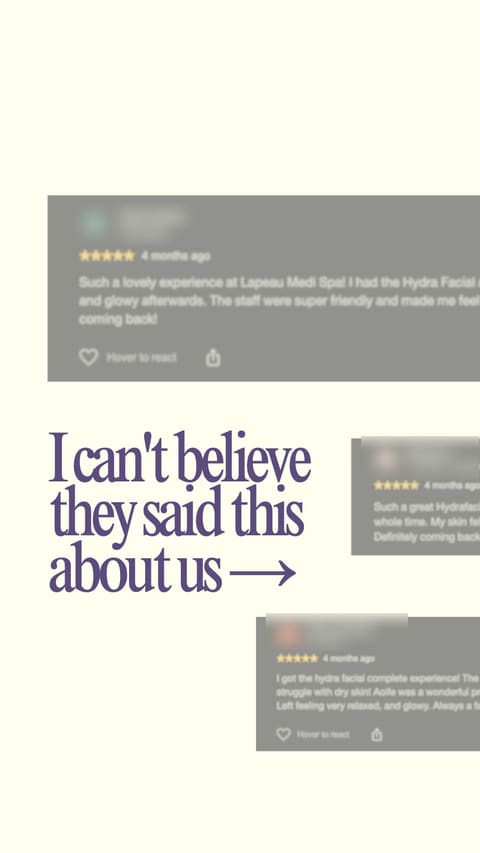 4 months ago
Such a lovely experience at Lapeau Medi Spa! I had the Hydra Facial
and glowy afterwards. The staff were super friendly and made me feel
coming back!
Hover to react
I can't believe
they said this
about us →
4 months ago
Such a great Hydrafaci
whole time. My skin fel
Definitely coming back
4 months ago
I got the hydra facial complete experience! The
struggle with dry skin! Aoife was a wonderful pr
Left feeling very relaxed, and glowy. Always a f
Hover to react